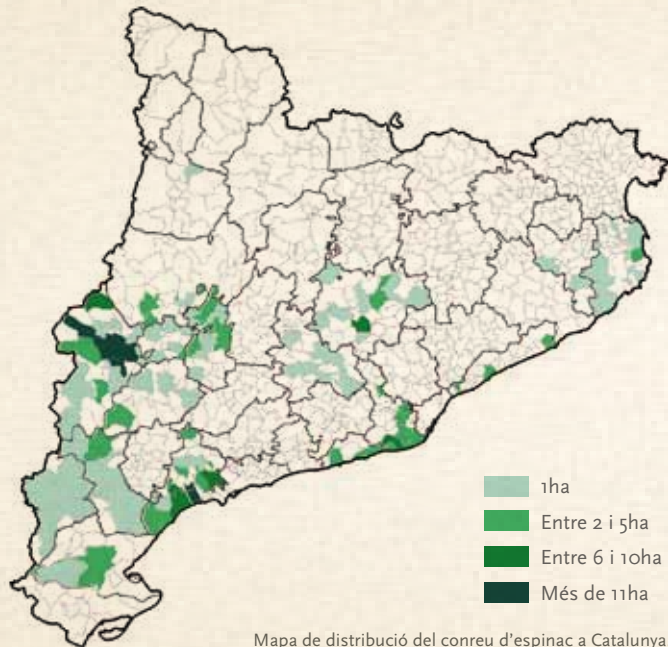 1ha
Entre 2 i 5ha
Entre 6 i 10ha
Més de 11ha
Mapa de distribució del conreu d'espinac a Catalunya